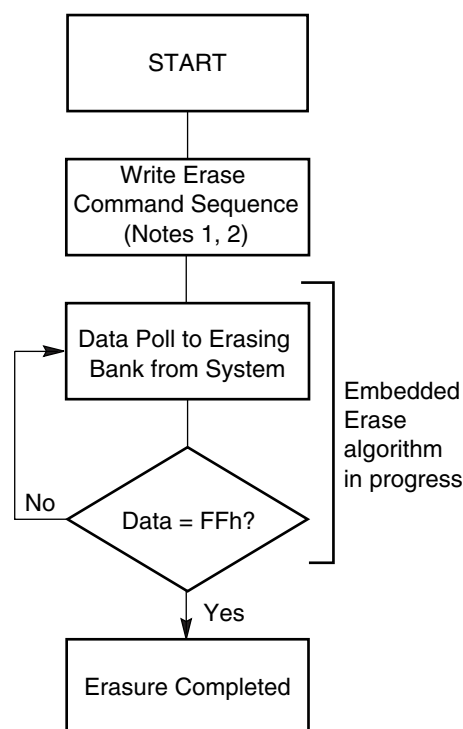 START
Write Erase
Command Sequence
(Notes 1, 2)
Data Poll to Erasing
Bank from System
Embedded
Erase
algorithm
in progress
No
Data = FFh?
Yes
Erasure Completed